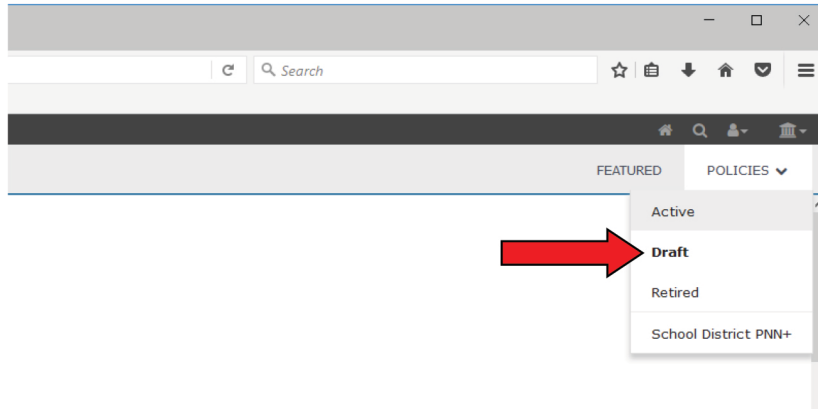 Search
FEATURED POLICIES
Active
Draft
Retired
School District PNN+